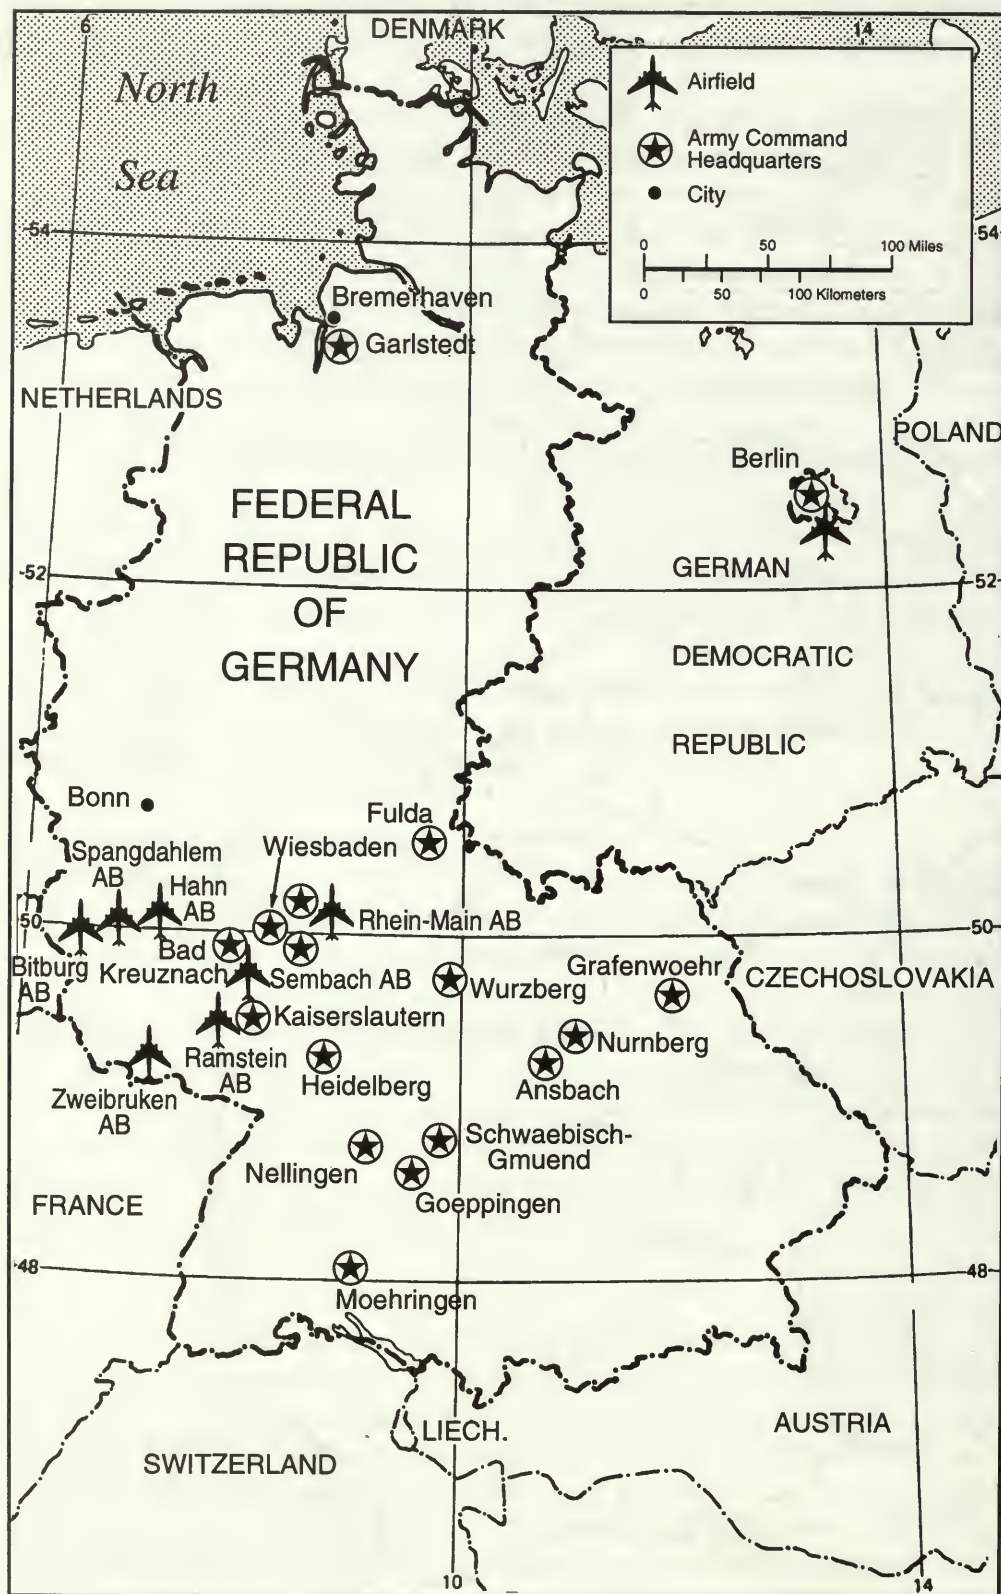 6
DENMARK
14
North
Sea
Airfield
Army Command
Headquarters
City
0 50 100 Miles
0 50 100 Kilometers
54
54
Bremerhaven
Garlstedt
NETHERLANDS
POLAND
Berlin
FEDERAL
REPUBLIC
OF
GERMANY
52
52
GERMAN
DEMOCRATIC
REPUBLIC
Bonn
Fulda
Wiesbaden
Spangdahlem
AB
Hahn
AB
Rhein-Main AB
50
50
Bitburg
AB
Bad
Kreuznach
Sembach AB
Wurzberg
Grafenwoehr
CZECHOSLOVAKIA
Kaiserslautern
Nurnberg
Ramstein
AB
Heidelberg
Ansbach
Zweibruken
AB
Schwaebisch-
Gmuend
Nellingen
Goeppingen
FRANCE
48
48
Moehringen
LIECH.
AUSTRIA
SWITZERLAND
10
14